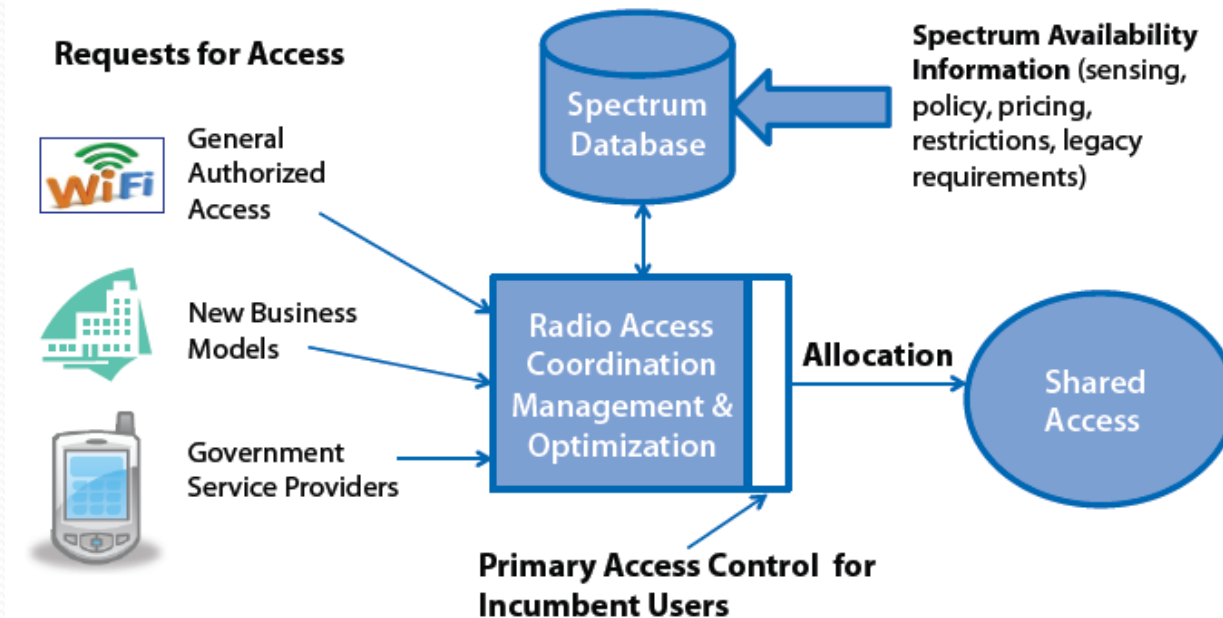 Requests for Access
WiFi
General
Authorized
Access
New Business
Models
Government
Service Providers
Spectrum
Database
Spectrum Availability
Information (sensing,
policy, pricing,
restrictions, legacy
requirements)
Radio Access
Coordination
Management &
Optimization
Allocation
Shared
Access
Primary Access Control for
Incumbent Users